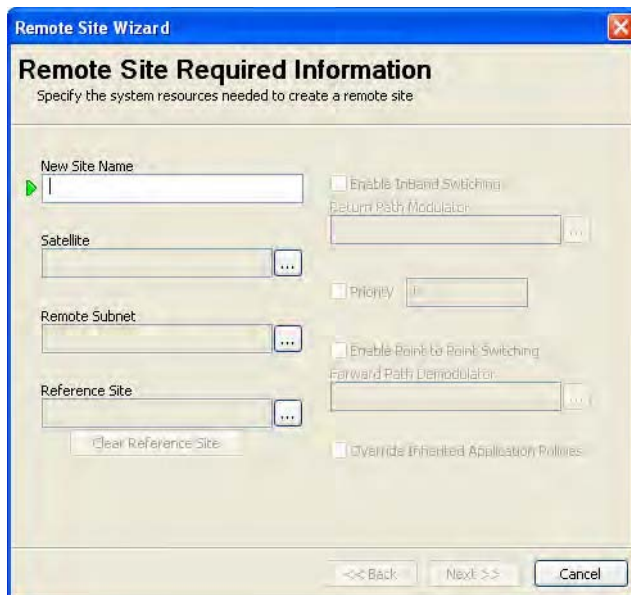 Remote Site Wizard
Remote Site Required Information
Specify the system resources needed to create a remote site
New Site Name
Satellite
...
Remote Subnet
...
Reference Site
...
Clear Reference Site
Enable InBand Switching
Return Path Modulator
...
Priority
Enable Point to Point Switching
Forward Path Demodulator
...
Override Inherited Application Policies
<< Back
Next >>
Cancel